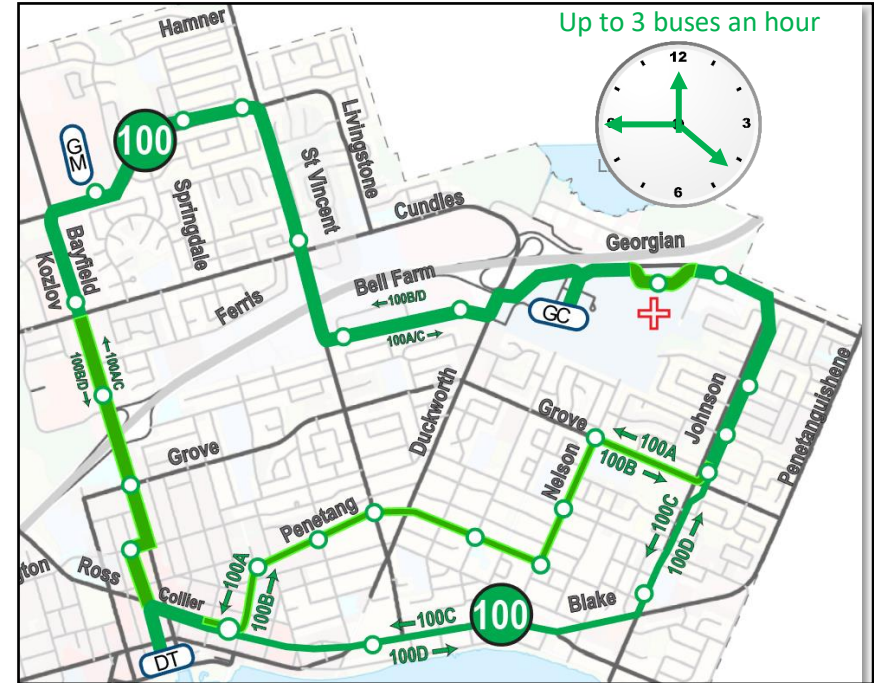 Up to 3 buses an hour
Hamner
12
3
6
Livingstone
100
GM
St Vincent
Springdale
Cundles
Georgian
Bayfield
Kozlov
Bell Farm
←100B/D
Ferris
GC
100A/C→
←100A/C
100B/D→
Duckworth
Johnson
Penetanguishene
Grove
←100A
Grove
100B→
Nelson
←100C
Penetang
100D→
Ross
←100A
100B→
Collier
Blake
←100C
100
100D→
DT